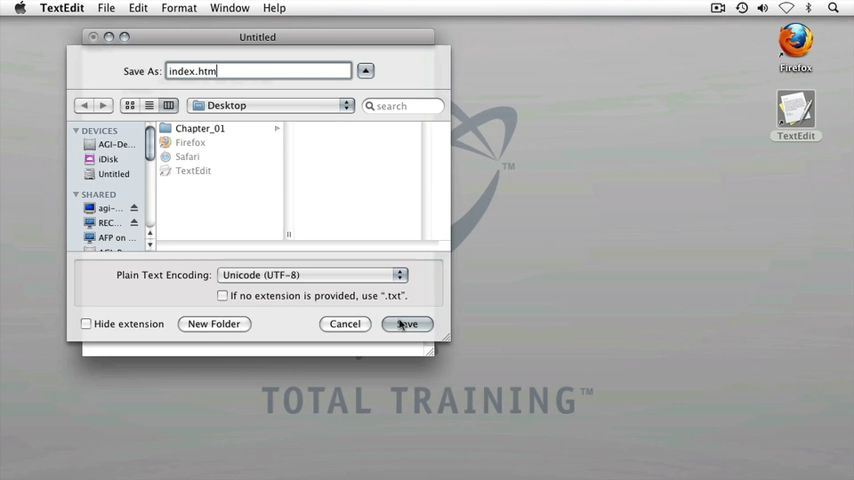 TextEdit File Edit Format Window Help
Untitled
Save As: index.htm
Desktop
search
DEVICES
AGI-De...
iDisk
Untitled
SHARED
agi-...
REC...
AFP on ...
Chapter_01
Firefox
Safari
TextEdit
Plain Text Encoding: Unicode (UTF-8)
If no extension is provided, use “.txt”.
Hide extension New Folder Cancel Save
Firefox
TextEdit
TM
TOTAL TRAINING™